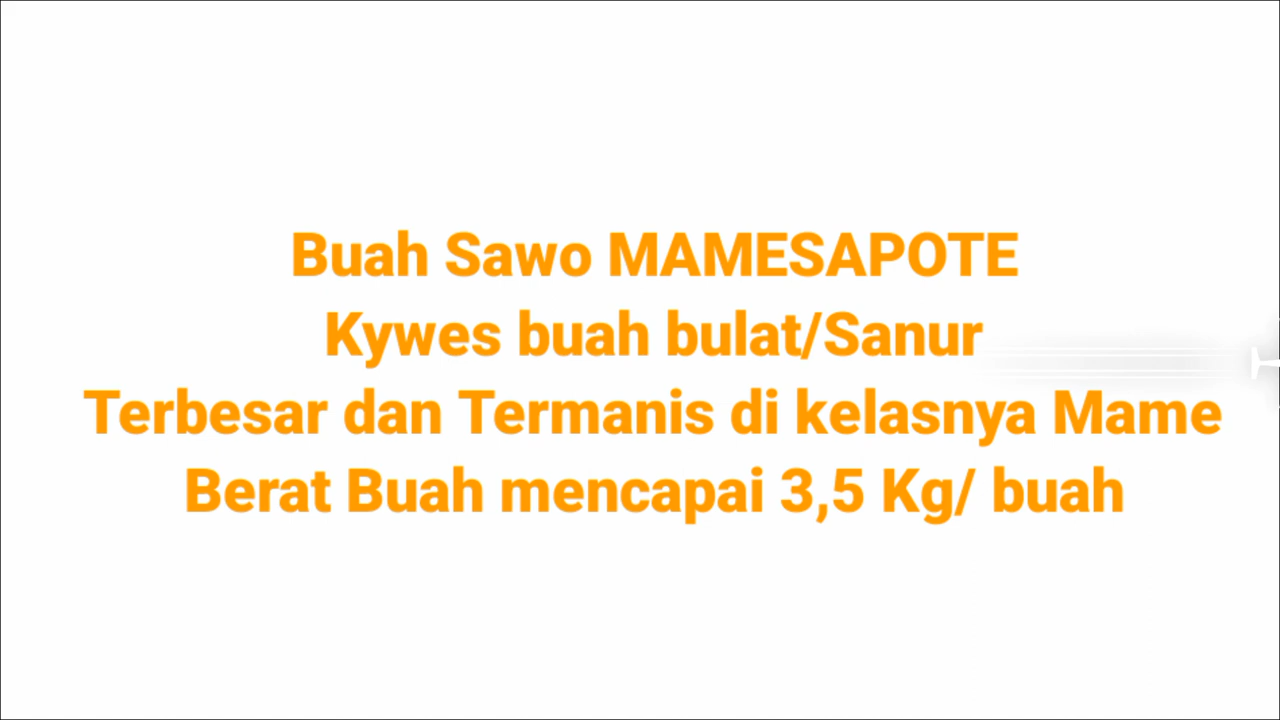 Buah Sawo MAMESAPOTE
Kywes buah bulat/Sanur
Terbesar dan Termanis di kelasnya Mame
Berat Buah mencapai 3,5 Kg/ buah